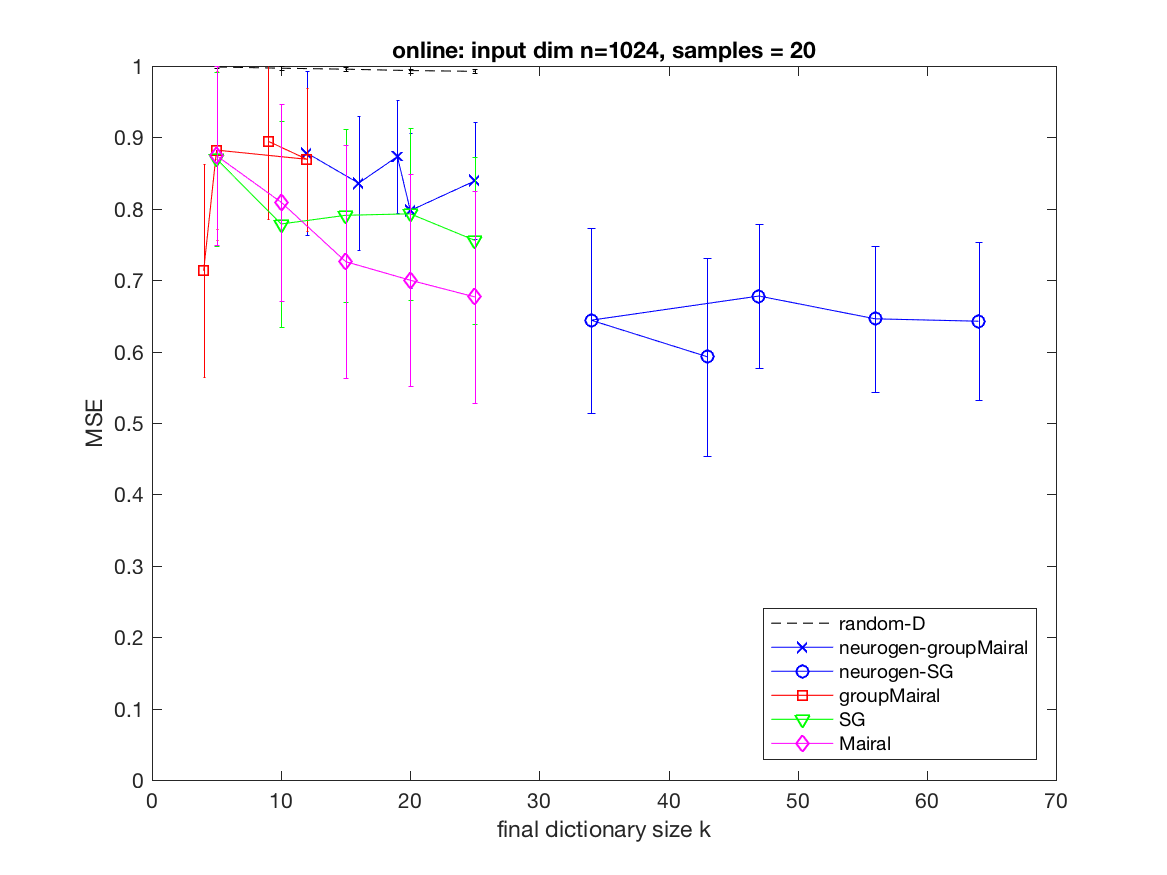 online: input dim n=1024, samples = 20
1
0.9
0.8
0.7
0.6
0.5
0.4
0.3
0.2
0.1
0
MSE
random-D
neurogen-groupMairal
neurogen-SG
groupMairal
SG
Mairal
0 10 20 30 40 50 60 70
final dictionary size k